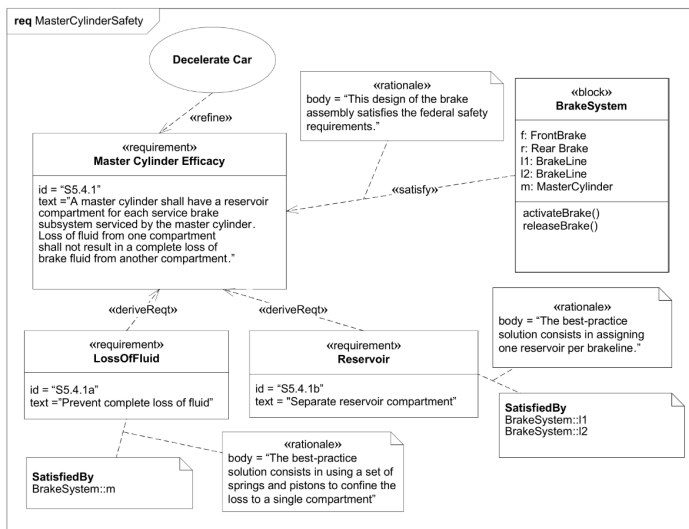 req MasterCylinderSafety
Decelerate Car
«refine»
«rationale»
body = “This design of the brake
assembly satisfies the federal safety
requirements.”
«block»
BrakeSystem
f: FrontBrake
r: Rear Brake
l1: BrakeLine
l2: BrakeLine
m: MasterCylinder
activateBrake()
releaseBrake()
«requirement»
Master Cylinder Efficacy
id = “S5.4.1”
text =”A master cylinder shall have a reservoir
compartment for each service brake
subsystem serviced by the master cylinder.
Loss of fluid from one compartment
shall not result in a complete loss of
brake fluid from another compartment.”
«satisfy»
«deriveReqt»
«deriveReqt»
«requirement»
LossOfFluid
id = “S5.4.1a”
text =”Prevent complete loss of fluid”
«requirement»
Reservoir
id = “S5.4.1b”
text = "Separate reservoir compartment”
«rationale»
body = “The best-practice
solution consists in assigning
one reservoir per brakeline.”
SatisfiedBy
BrakeSystem::l1
BrakeSystem::l2
«rationale»
body = “The best-practice
solution consists in using a set of
springs and pistons to confine the
loss to a single compartment”
SatisfiedBy
BrakeSystem::m